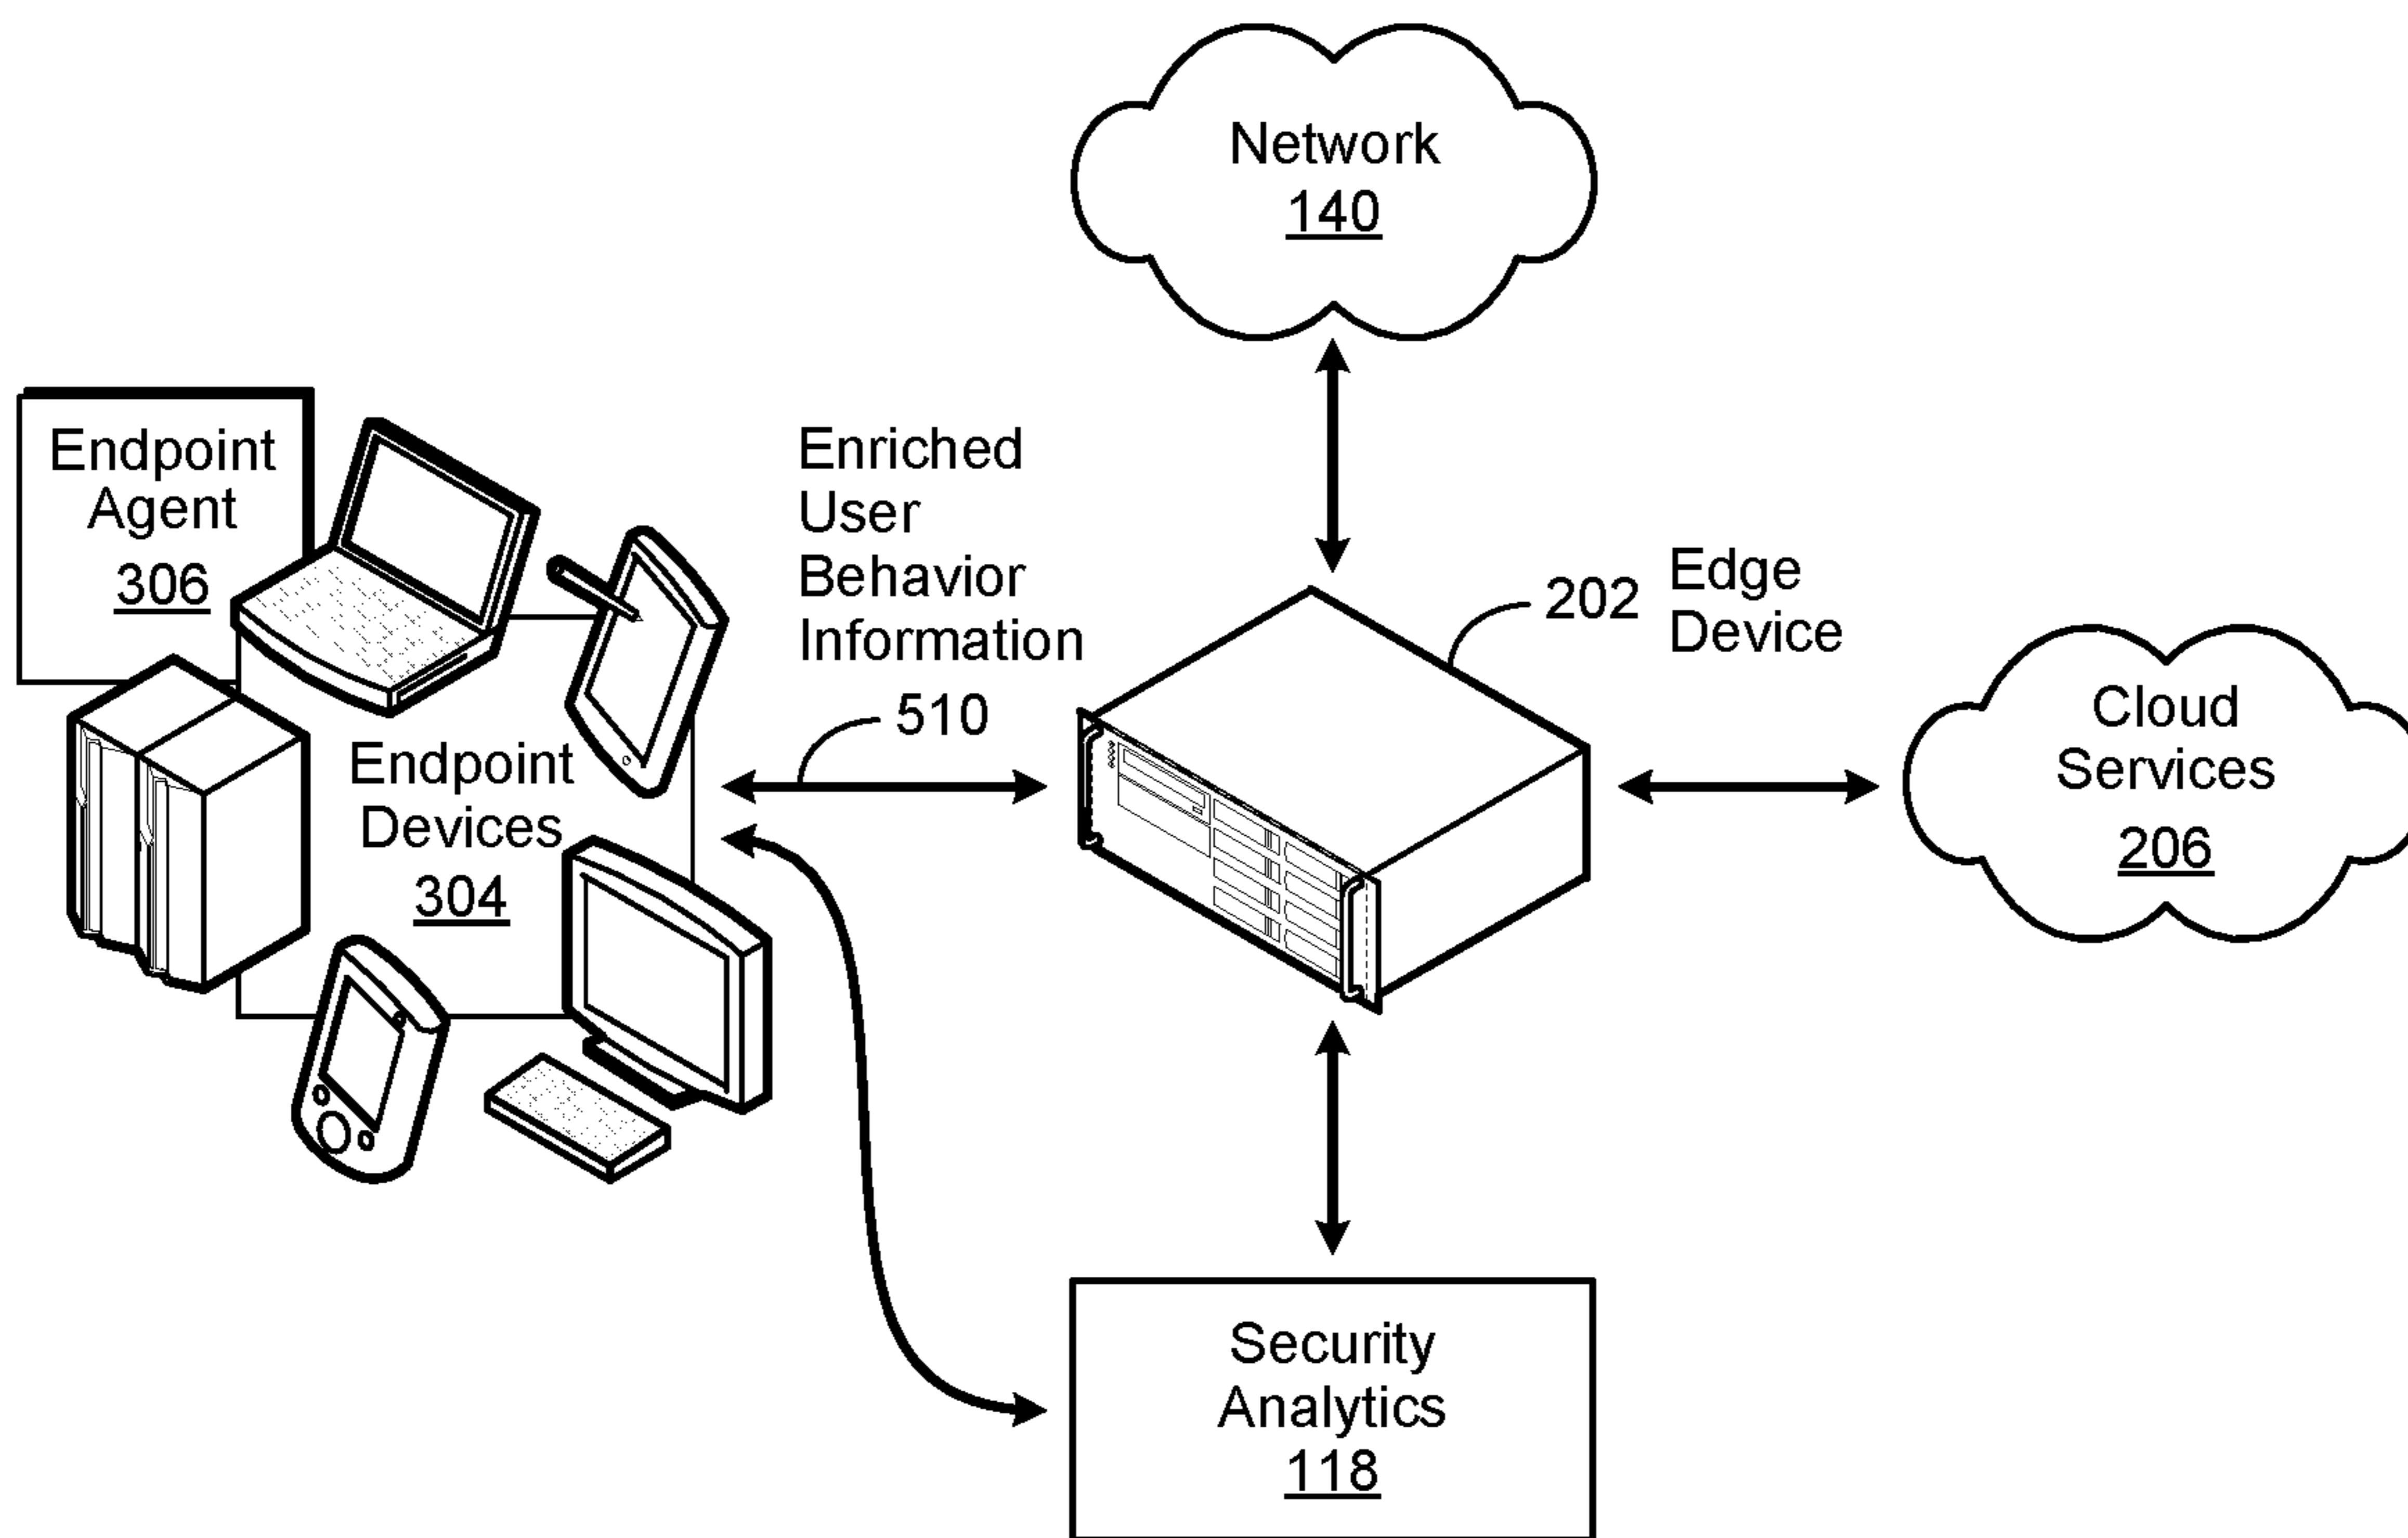 Network
140
Endpoint
Agent
306
Enriched
User
Behavior
Information
510
202
Edge
Device
Cloud
Services
206
Endpoint
Devices
304
Security
Analytics
118